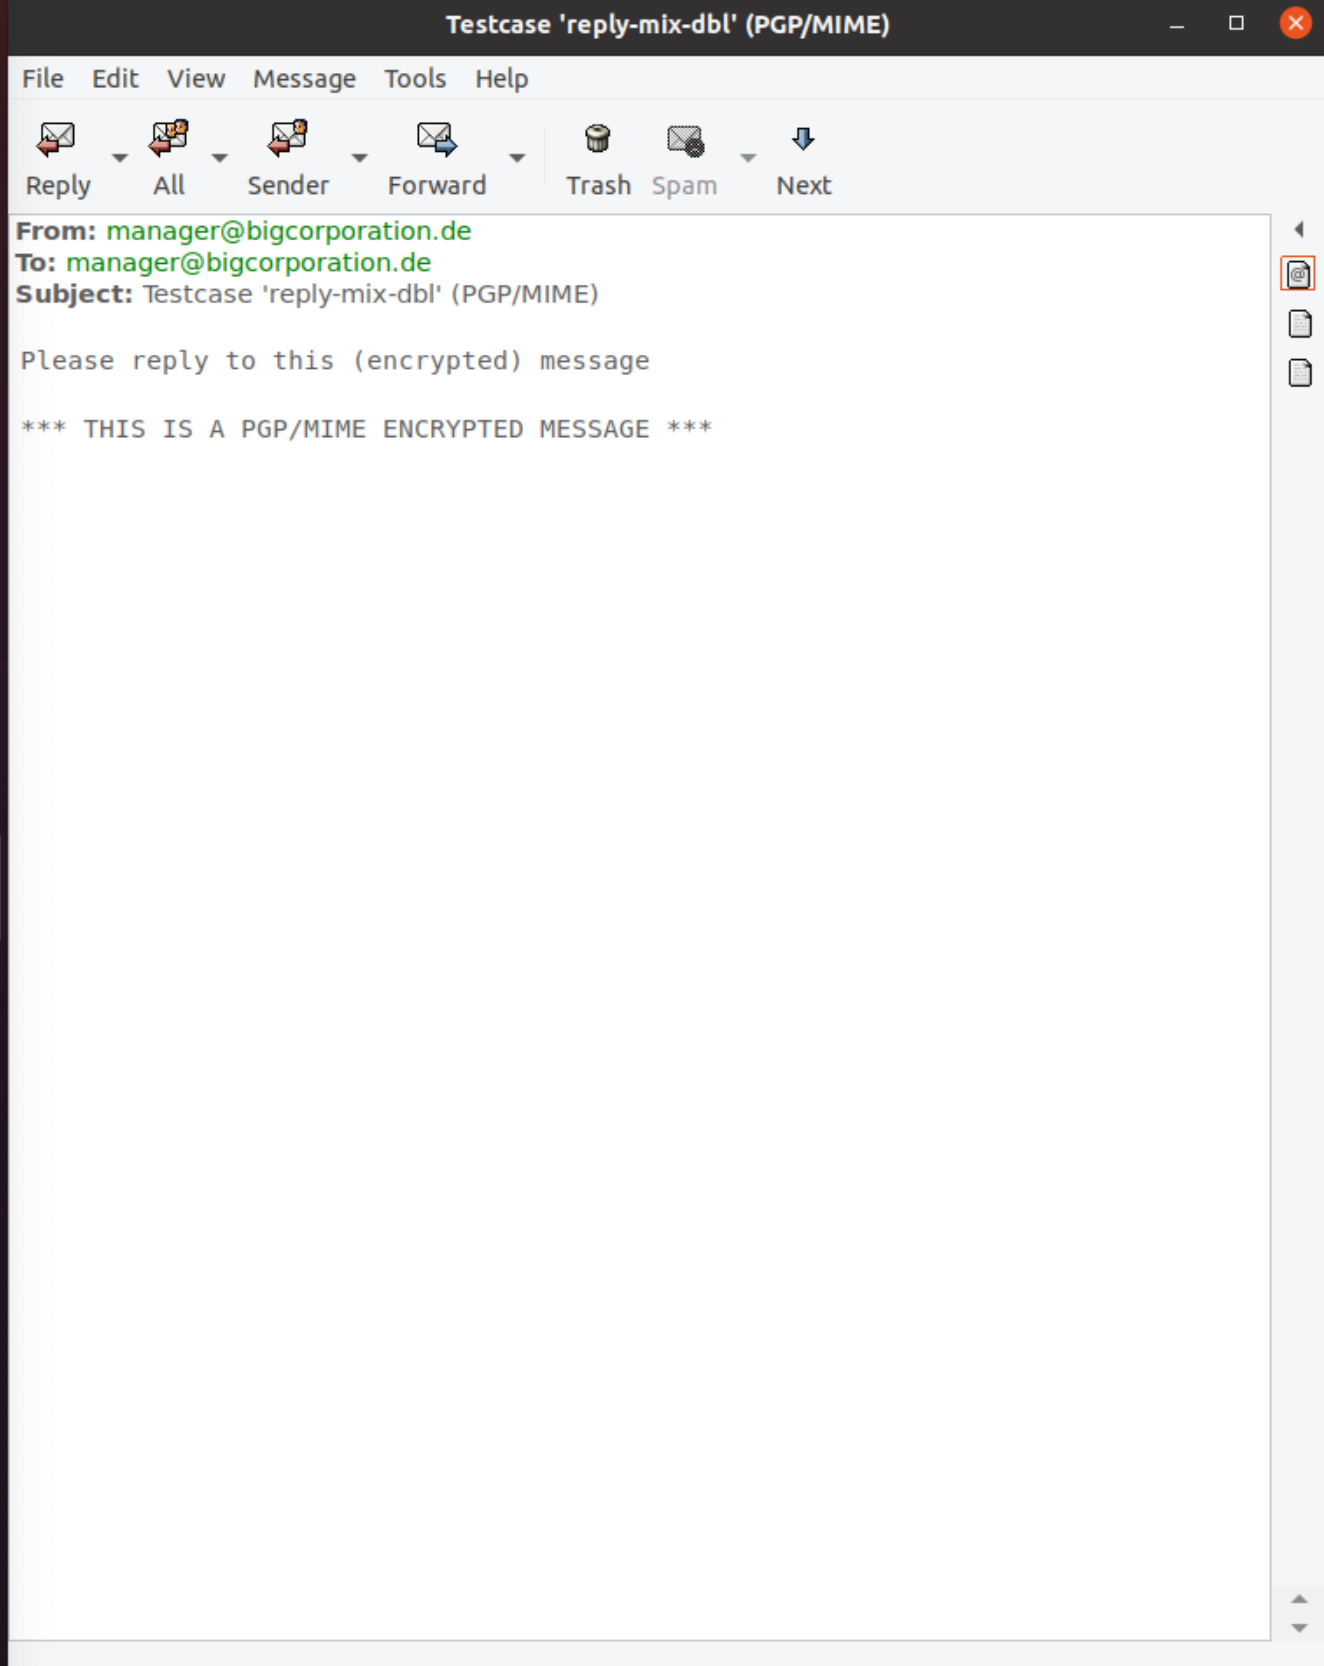 Testcase 'reply-mix-dbl' (PGP/MIME)
File Edit View Message Tools Help
Reply All Sender Forward Trash Spam Next
From: manager@bigcorporation.de
To: manager@bigcorporation.de
Subject: Testcase 'reply-mix-dbl' (PGP/MIME)
Please reply to this (encrypted) message
*** THIS IS A PGP/MIME ENCRYPTED MESSAGE ***